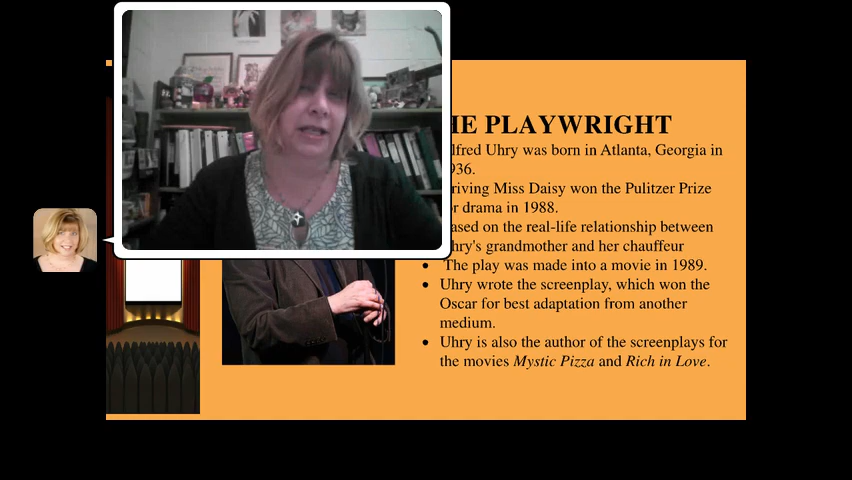 HE PLAYWRIGHT
lfred Uhry was born in Atlanta, Georgia in
936.
riving Miss Daisy won the Pulitzer Prize
or drama in 1988.
ased on the real-life relationship between
hry's grandmother and her chauffeur
• The play was made into a movie in 1989.
• Uhry wrote the screenplay, which won the
Oscar for best adaptation from another
medium.
• Uhry is also the author of the screenplays for
the movies Mystic Pizza and Rich in Love.